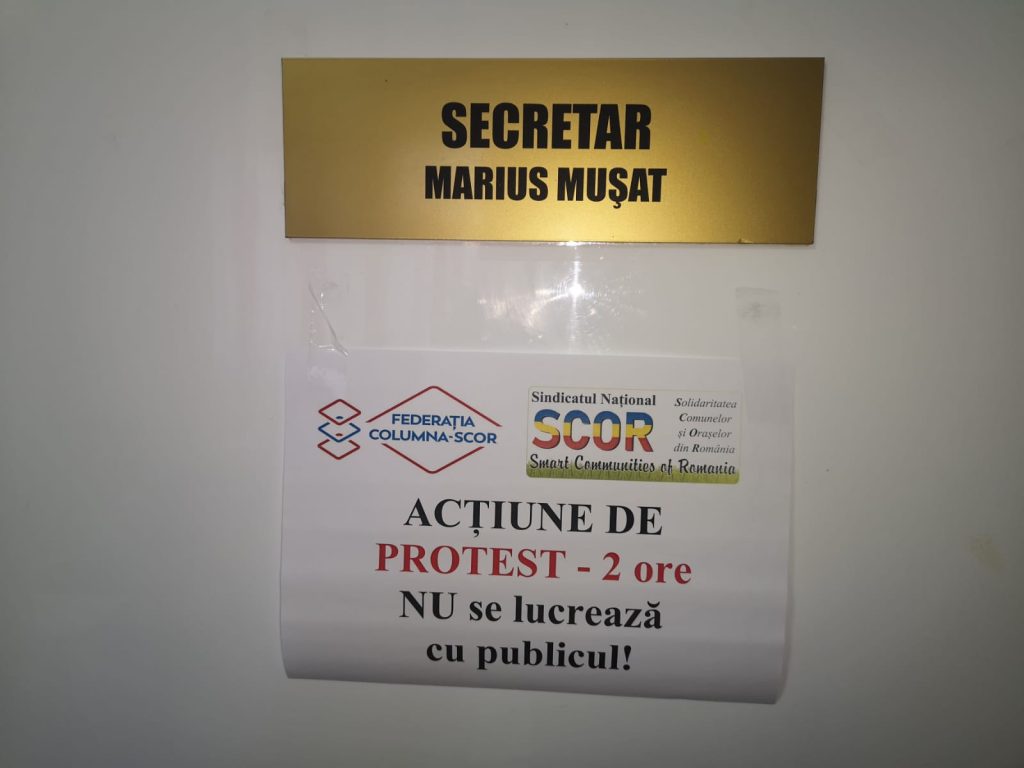 SECRETAR
MARIUS MUŞAT
FEDERAȚIA
COLUMNA-SCOR
Sindicatul Național
SCOR
Smart Communities of Romania
Solidaritatea
Comunelor
și Orașelor
din România
ACȚIUNE DE
PROTEST - 2 ore
NU se lucrează
cu publicul!